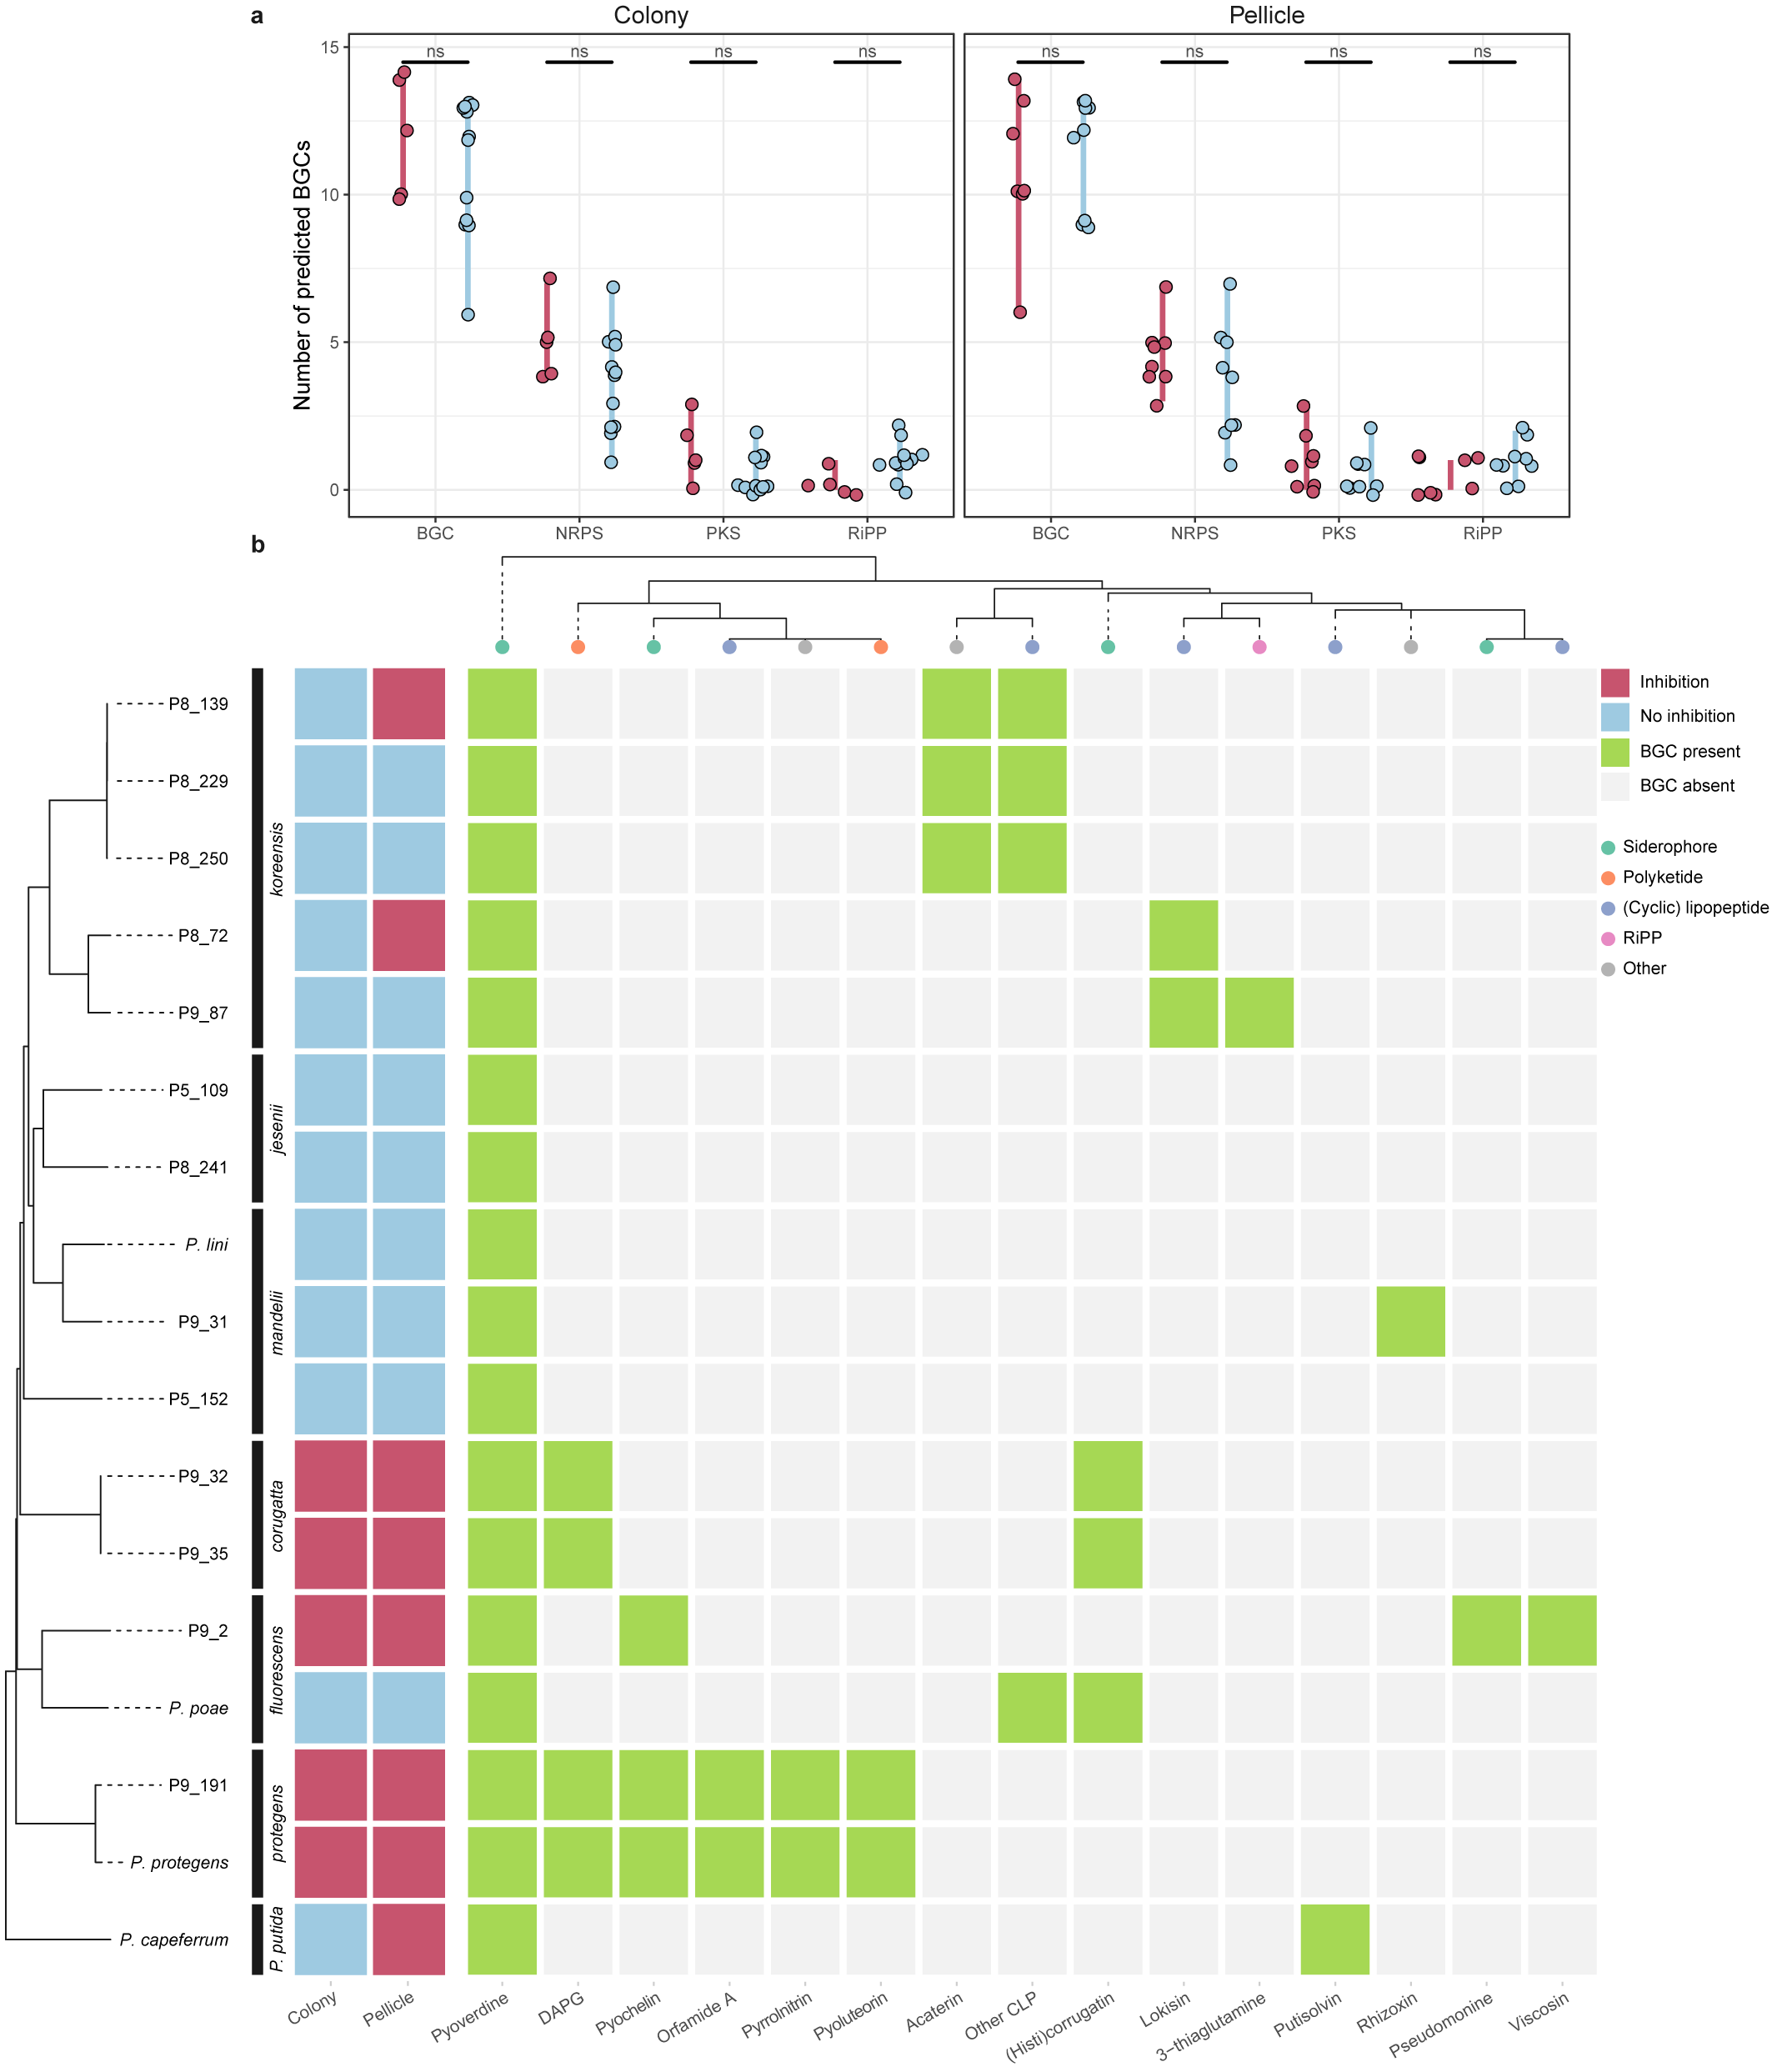 a
Colony
Pellicle
Number of predicted BGCs
15
10
5
0
ns
ns
ns
ns
ns
ns
ns
ns
BGC
NRPS
PKS
RiPP
BGC
NRPS
PKS
RiPP
b
P8_139
P8_229
P8_250
P8_72
P9_87
P5_109
P8_241
P. lini
P9_31
P5_152
P9_32
P9_35
P9_2
P. poae
P9_191
P. protegens
P. capeferrum
koreensis
jesenii
mandelii
corugatta
fluorescens
protegens
P. putida
Inhibition
No inhibition
BGC present
BGC absent
Siderophore
Polyketide
(Cyclic) lipopeptide
RiPP
Other
Colony
Pellicle
Pyoverdine
DAPG
Pyochelin
Orfamide A
Pyrrolnitrin
Pyoluteorin
Acaterin
Other CLP
(Histi)corrugatin
Lokisin
3−thiaglutamine
Putisolvin
Rhizoxin
Pseudomonine
Viscosin